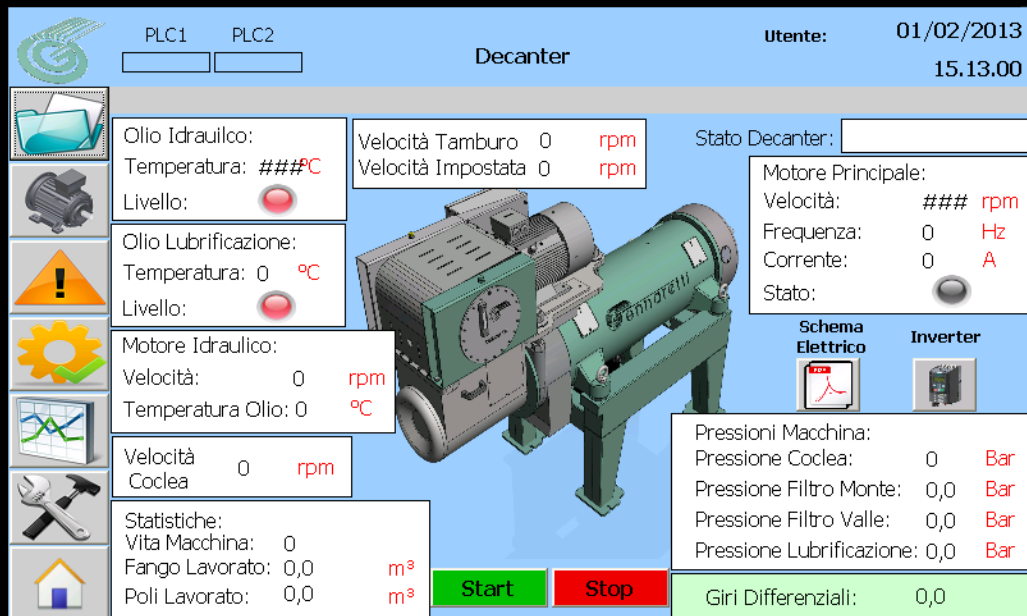 PLC1
PLC2
Decanter
Utente:
01/02/2013
15.13.00
Olio Idrauilco:
Temperatura: ### ºC
Livello:
Velocità Tamburo 0 rpm
Velocità Impostata 0 rpm
Stato Decanter:
Motore Principale:
Velocità: ### rpm
Frequenza: 0 Hz
Corrente: 0 A
Stato:
Olio Lubrificazione:
Temperatura: 0 ºC
Livello:
Schema
Elettrico
Inverter
PDF
Motore Idraulico:
Velocità: 0 rpm
Temperatura Olio: 0 ºC
Velocità
Coclea 0 rpm
Pressioni Macchina:
Pressione Coclea: 0 Bar
Pressione Filtro Monte: 0,0 Bar
Pressione Filtro Valle: 0,0 Bar
Pressione Lubrificazione: 0,0 Bar
Statistiche:
Vita Macchina: 0
Fango Lavorato: 0,0 m³
Poli Lavorato: 0,0 m³
Start
Stop
Giri Differenziali: 0,0